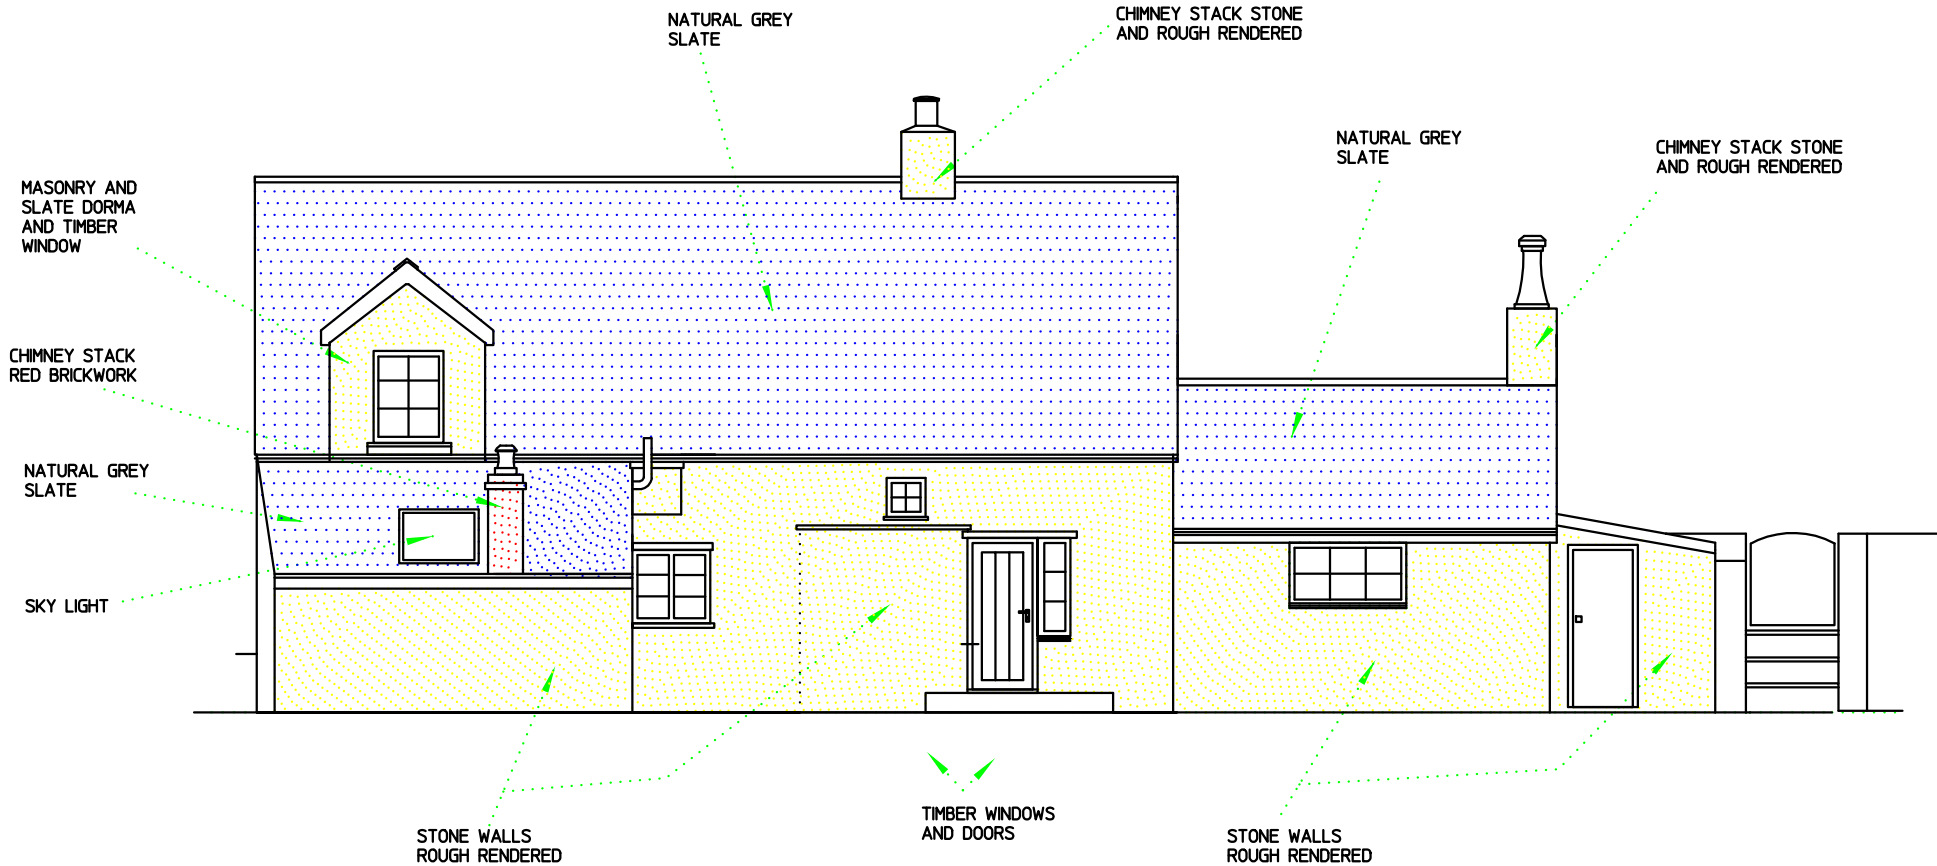 NATURAL GREY
SLATE
CHIMNEY STACK STONE
AND ROUGH RENDERED
NATURAL GREY
SLATE
CHIMNEY STACK STONE
AND ROUGH RENDERED
MASONRY AND
SLATE DORMA
AND TIMBER
WINDOW
CHIMNEY STACK
RED BRICKWORK
NATURAL GREY
SLATE
SKY LIGHT
STONE WALLS
ROUGH RENDERED
TIMBER WINDOWS
AND DOORS
STONE WALLS
ROUGH RENDERED